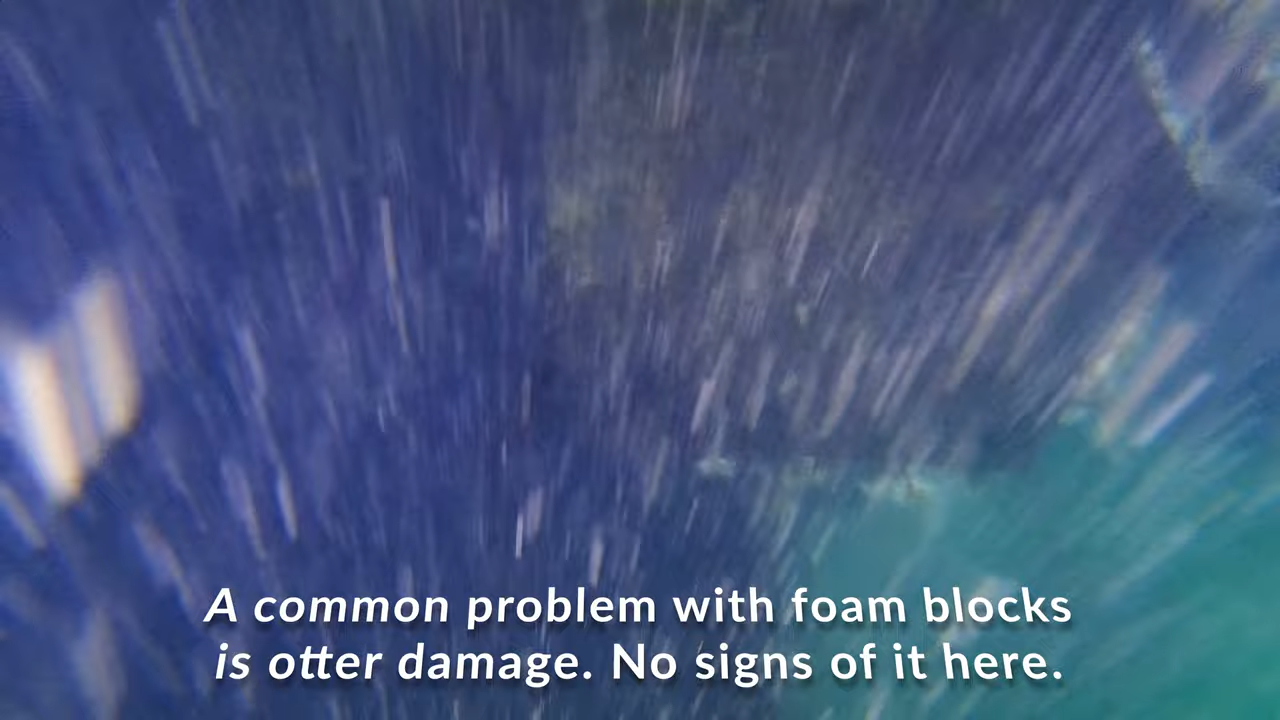 A common problem with foam blocks
is otter damage. No signs of it here.